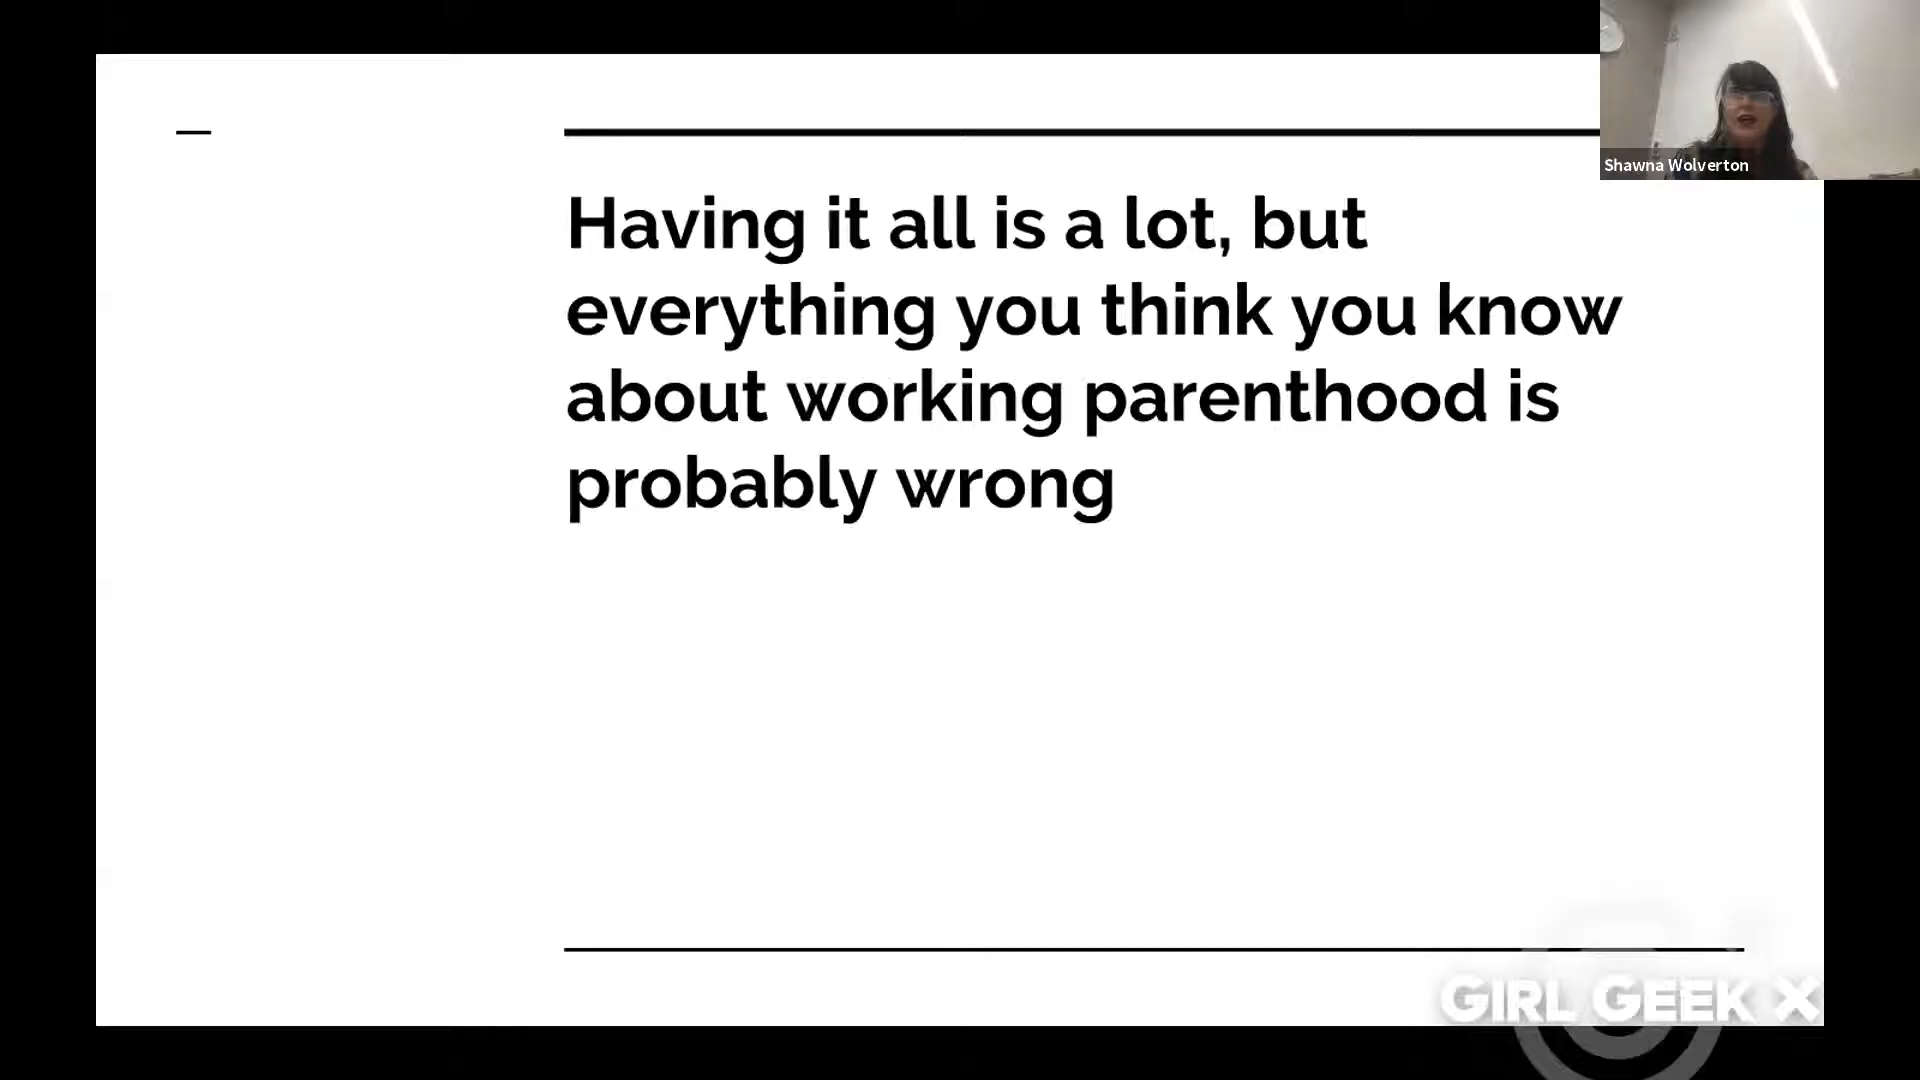 Shawna Wolverton
Having it all is a lot, but
everything you think you know
about working parenthood is
probably wrong
GIRL GEEK X